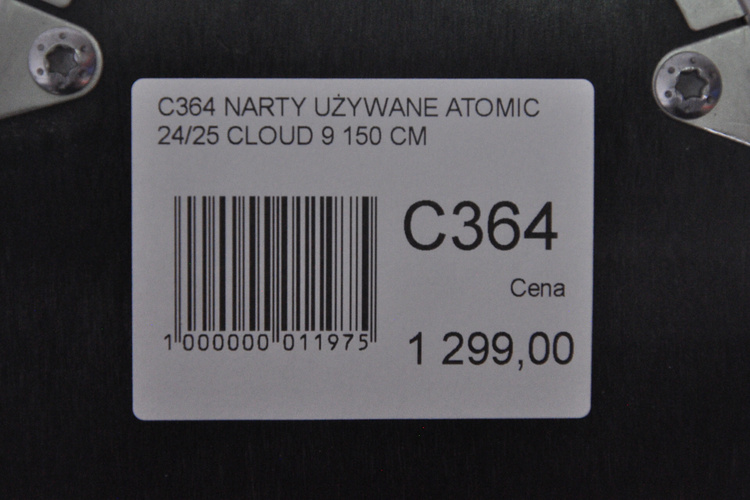 C364 NARTY UŻYWANE ATOMIC
24/25 CLOUD 9 150 CM
C364
Cena
1 299,00
1 000000 011975